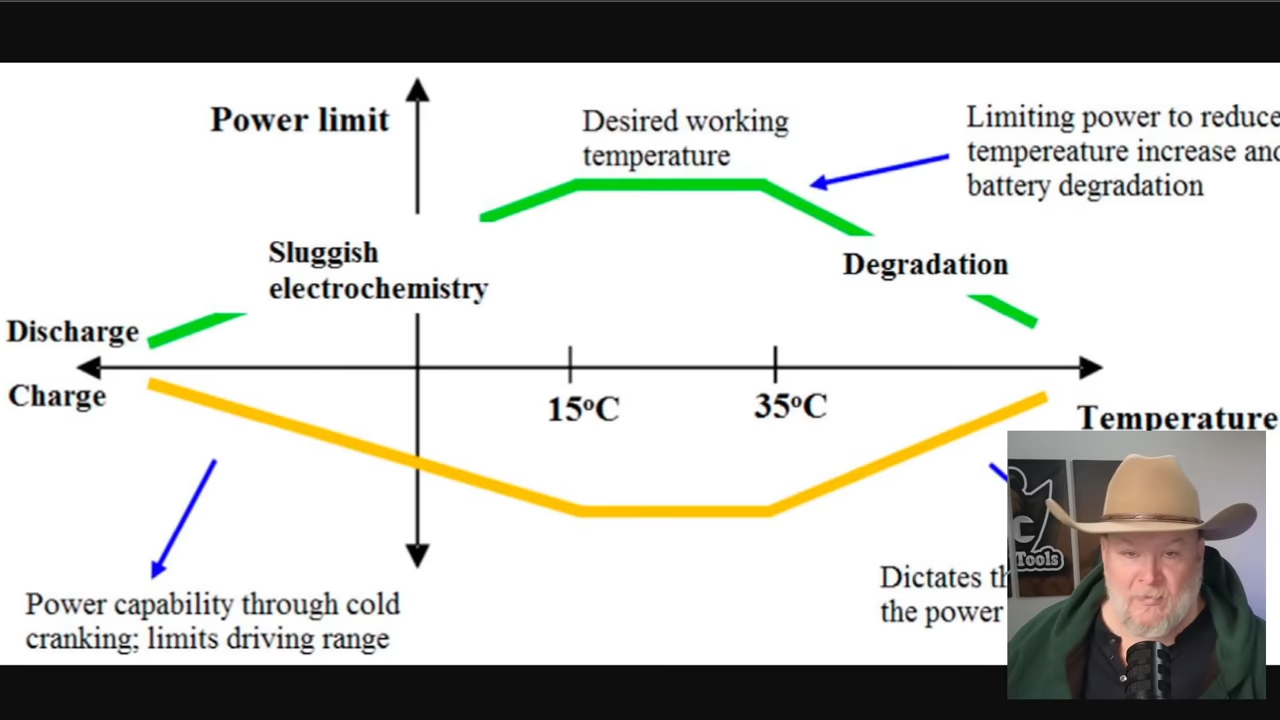 Power limit
Desired working
temperature
Limiting power to reduce
tempereature increase and
battery degradation
Sluggish
electrochemistry
Degradation
Discharge
Charge
15ºC
35ºC
Temperature
Power capability through cold
cranking; limits driving range
Dictates
the power
C
Tools